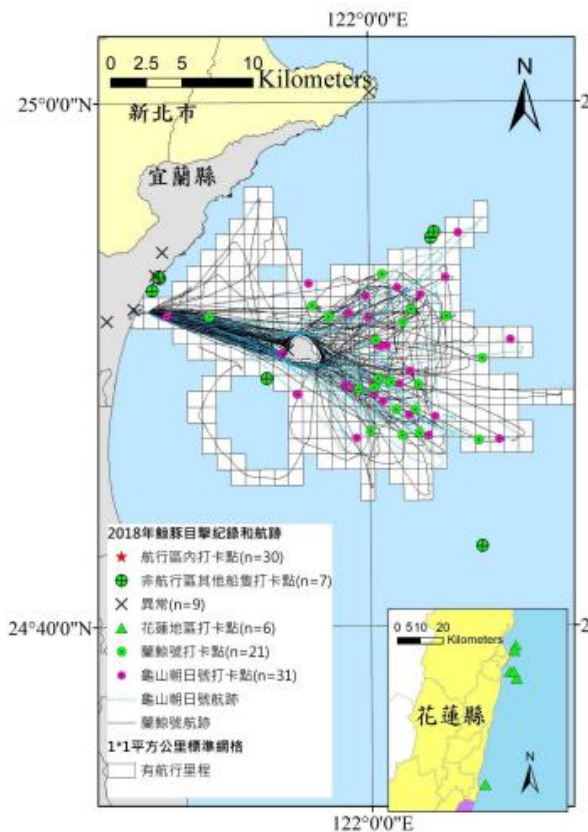 122°0'0"E
0 2.5 5 10
Kilometers
N
25°0'0"N
新北市
宜蘭縣
2018年鯨豚目擊紀錄和航跡
航行區內打卡點(n=30)
非航行區其他船隻打卡點(n=7)
異常(n=9)
花蓮地區打卡點(n=6)
蘭鯨號打卡點(n=21)
龜山朝日號打卡點(n=31)
龜山朝日號航跡
蘭鯨號航跡
1*1平方公里標準網格
有航行里程
24°40'0"N
0 5 10 20
Kilometers
花蓮縣
N
122°0'0"E